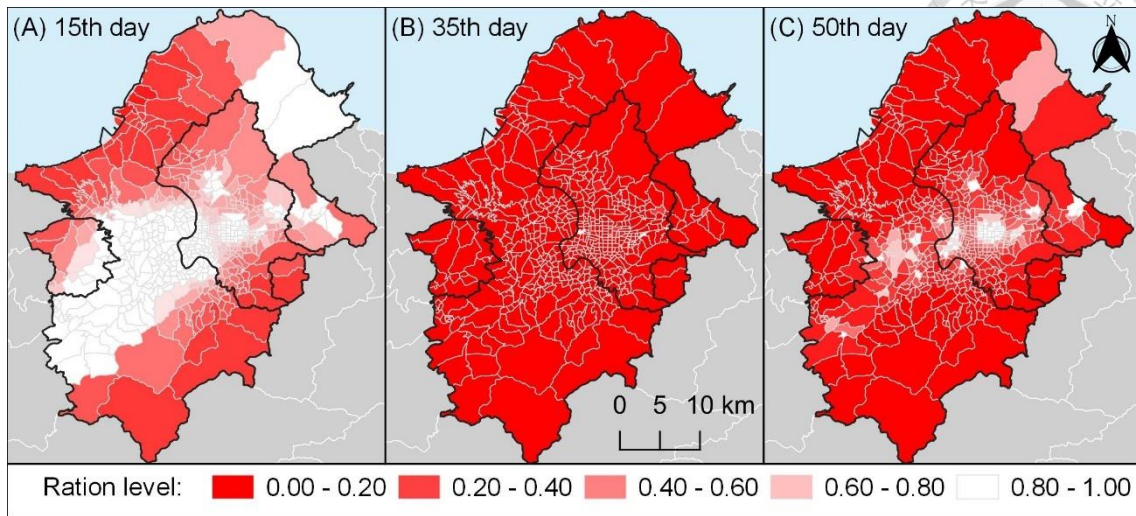 (A) 15th day
(B) 35th day
(C) 50th day
N
0 5 10 km
Ration level: 0.00 - 0.20 0.20 - 0.40 0.40 - 0.60 0.60 - 0.80 0.80 - 1.00